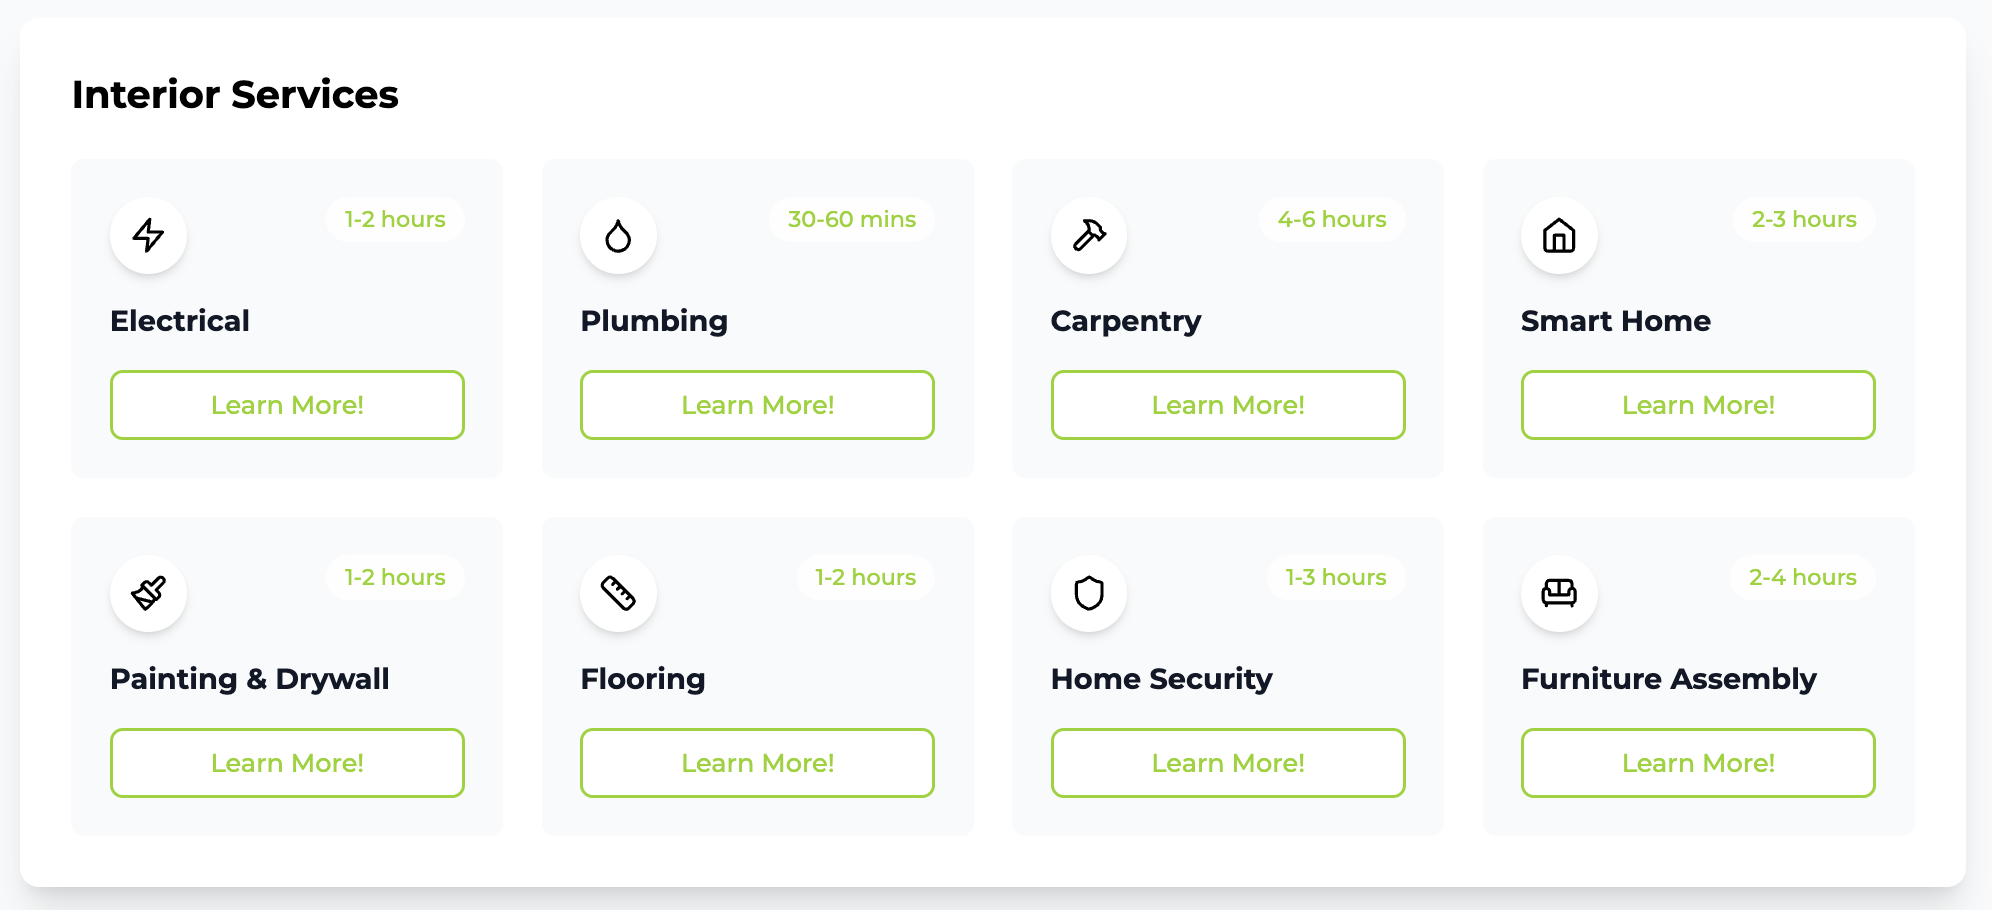 Interior Services
1-2 hours
Electrical
Learn More!
30-60 mins
Plumbing
Learn More!
4-6 hours
Carpentry
Learn More!
2-3 hours
Smart Home
Learn More!
1-2 hours
Painting & Drywall
Learn More!
1-2 hours
Flooring
Learn More!
1-3 hours
Home Security
Learn More!
2-4 hours
Furniture Assembly
Learn More!